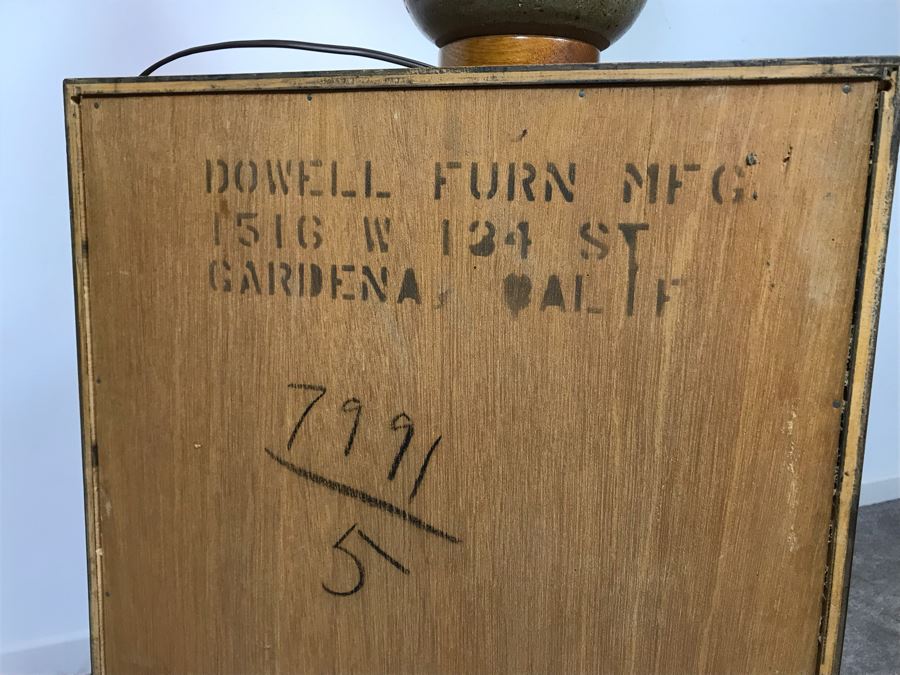 DOWELL FURN MFG.
1516 W 134 ST
GARDENA, CALIF
7991
5